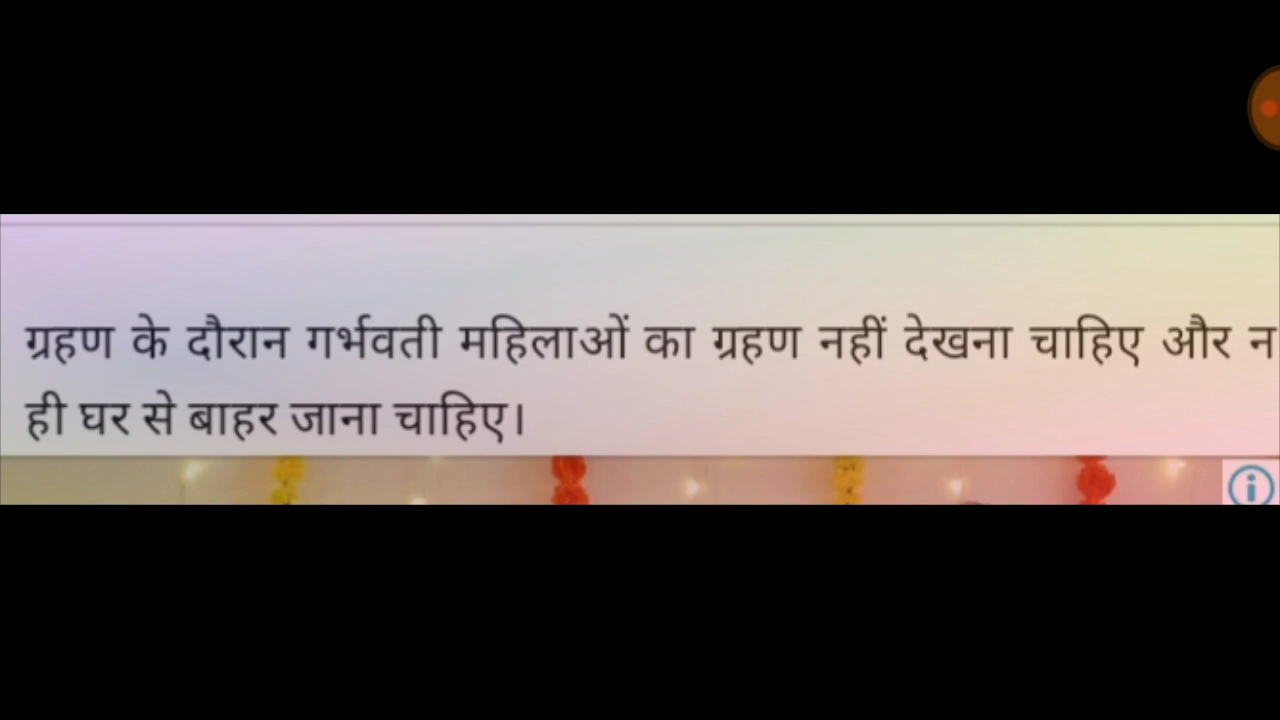 ग्रहण के दौरान गर्भवती महिलाओं का ग्रहण नहीं देखना चाहिए और न
ही घर से बाहर जाना चाहिए।